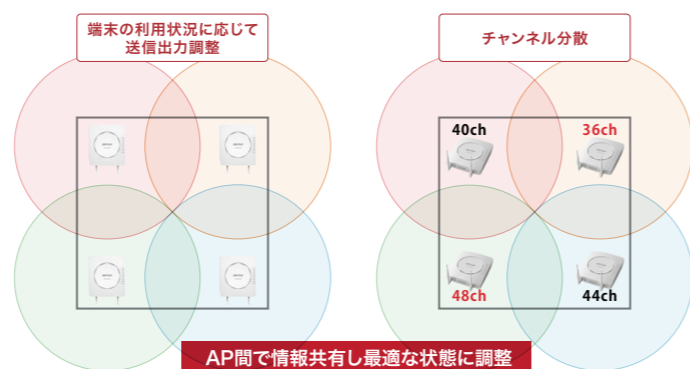 端末の利用状況に応じて
送信出力調整
チャンネル分散
40ch
36ch
48ch
44ch
AP間で情報共有し最適な状態に調整